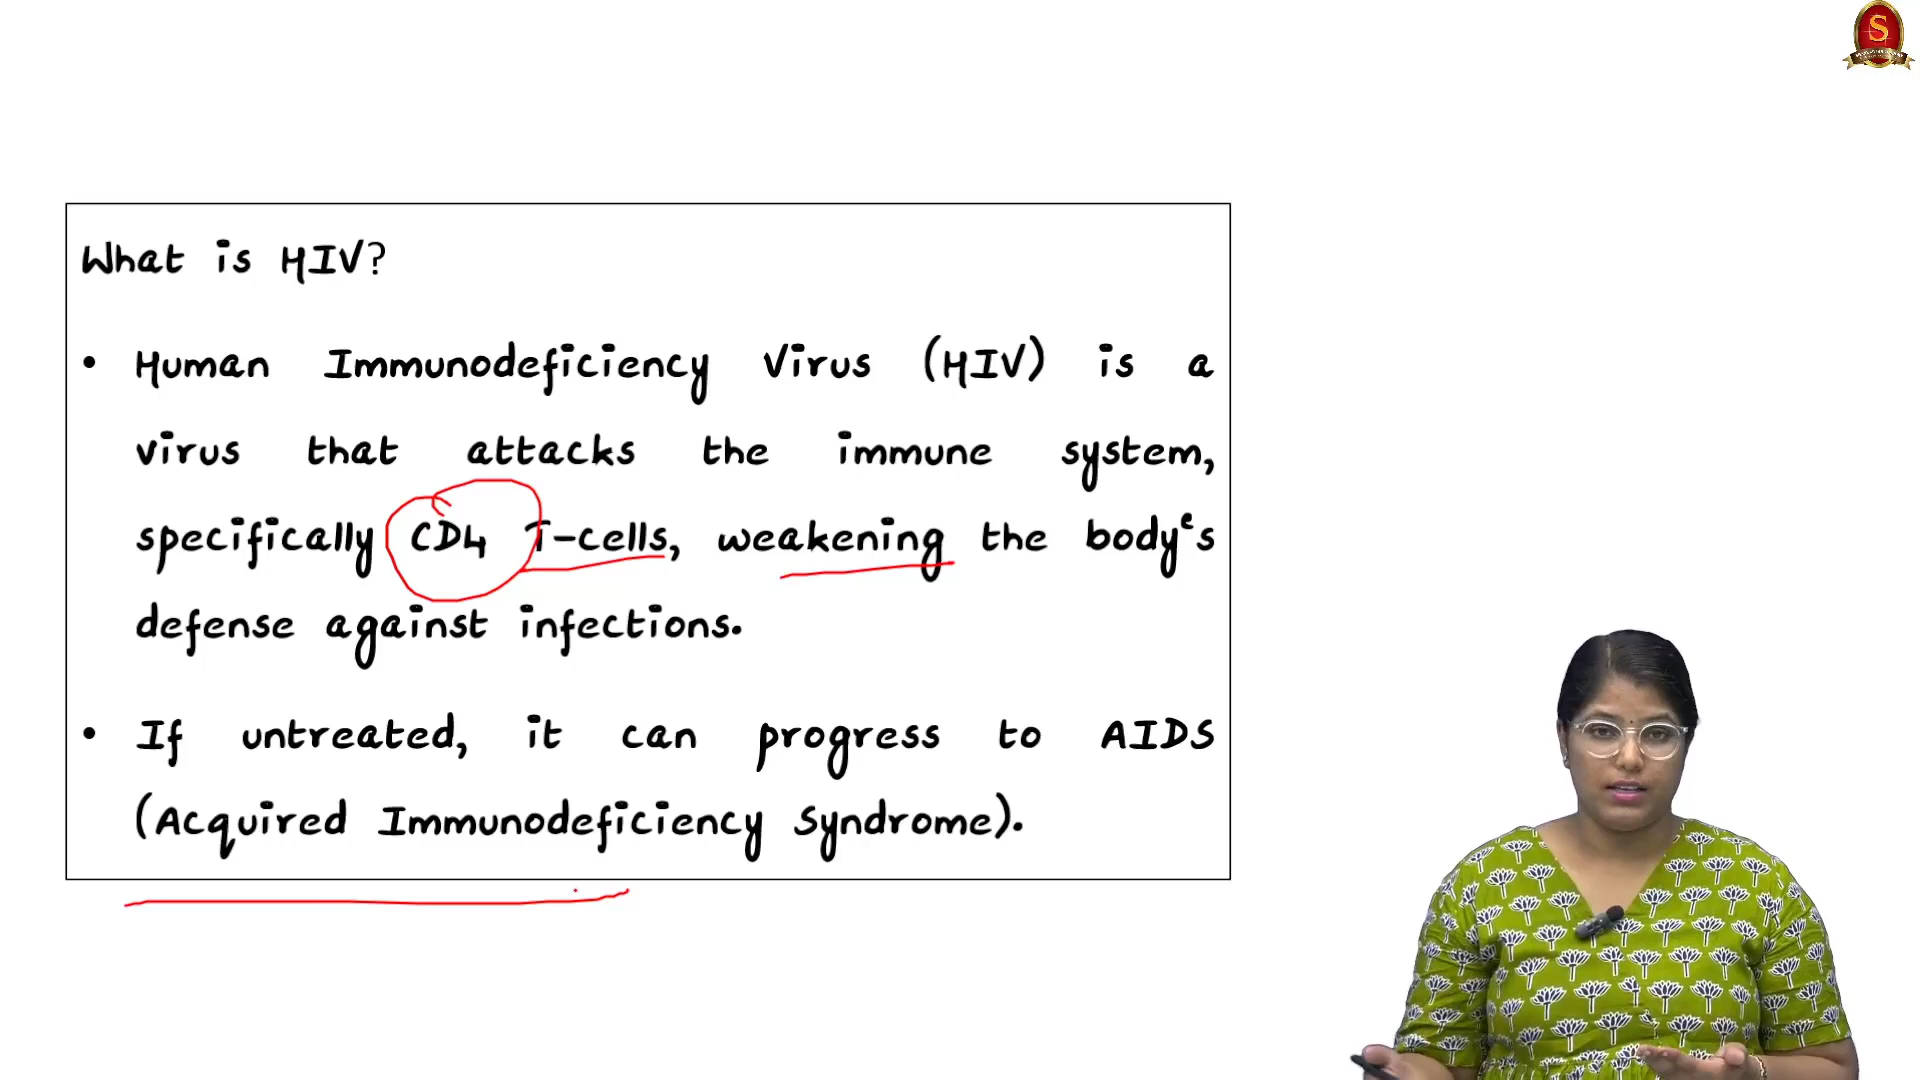 What is HIV?
• Human Immunodeficiency Virus (HIV) is a
virus that attacks the immune system,
specifically CD4 T-cells, weakening the body's
defense against infections.
• If untreated, it can progress to AIDS
(Acquired Immunodeficiency Syndrome).
S